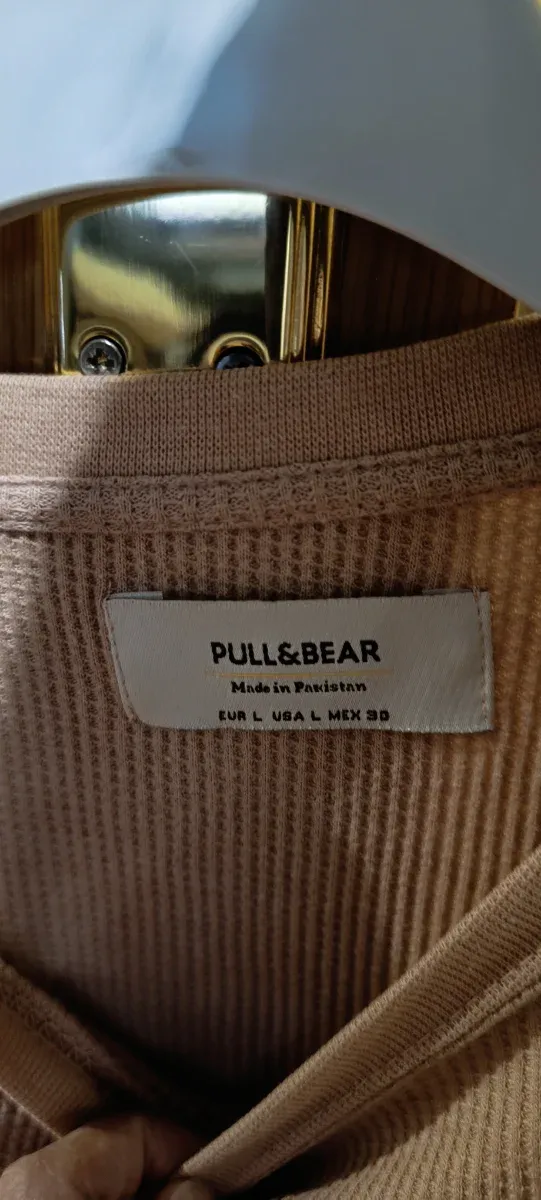 PULL&BEAR
Made in Pakistan
EUR L USA L MEX 30